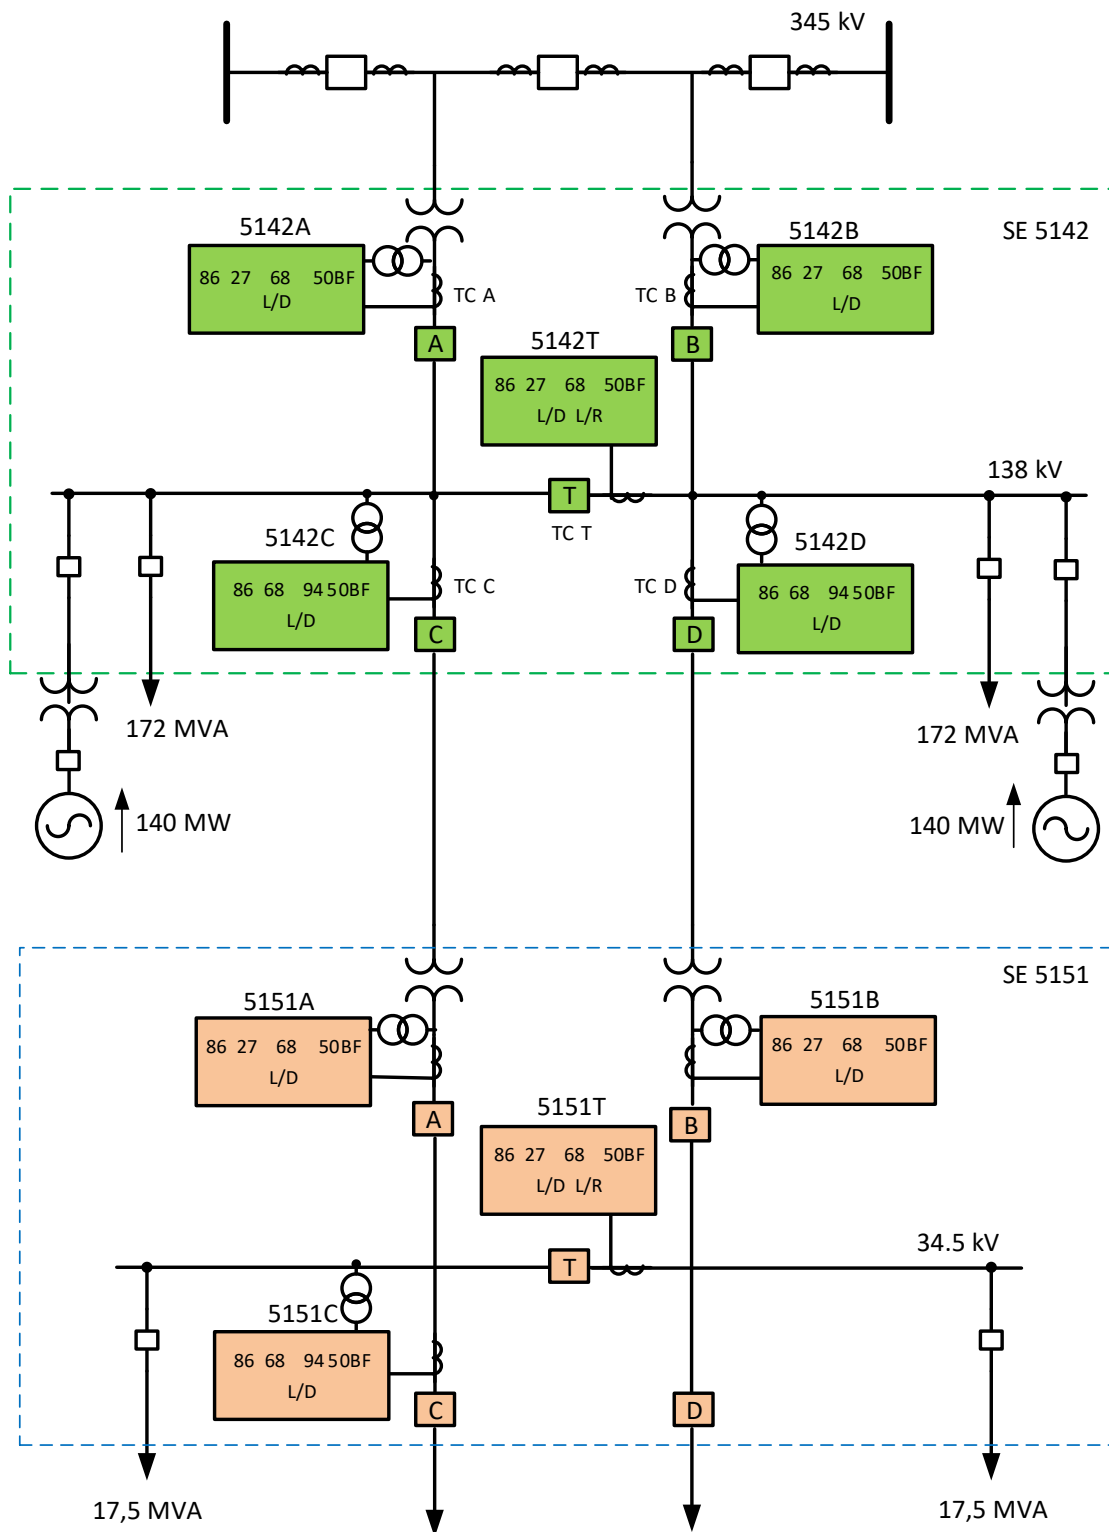 345 kV
SE 5142
5142A
86 27 68 50BF
L/D
TC A
5142B
86 27 68 50BF
L/D
TC B
A
B
5142T
86 27 68 50BF
L/D L/R
138 kV
T
TC T
5142C
86 68 94 50BF
L/D
TC C
5142D
86 68 94 50BF
L/D
TC D
C
D
172 MVA
172 MVA
140 MW
140 MW
SE 5151
5151A
86 27 68 50BF
L/D
5151B
86 27 68 50BF
L/D
A
B
5151T
86 27 68 50BF
L/D L/R
34.5 kV
T
5151C
86 68 94 50BF
L/D
C
D
17,5 MVA
17,5 MVA